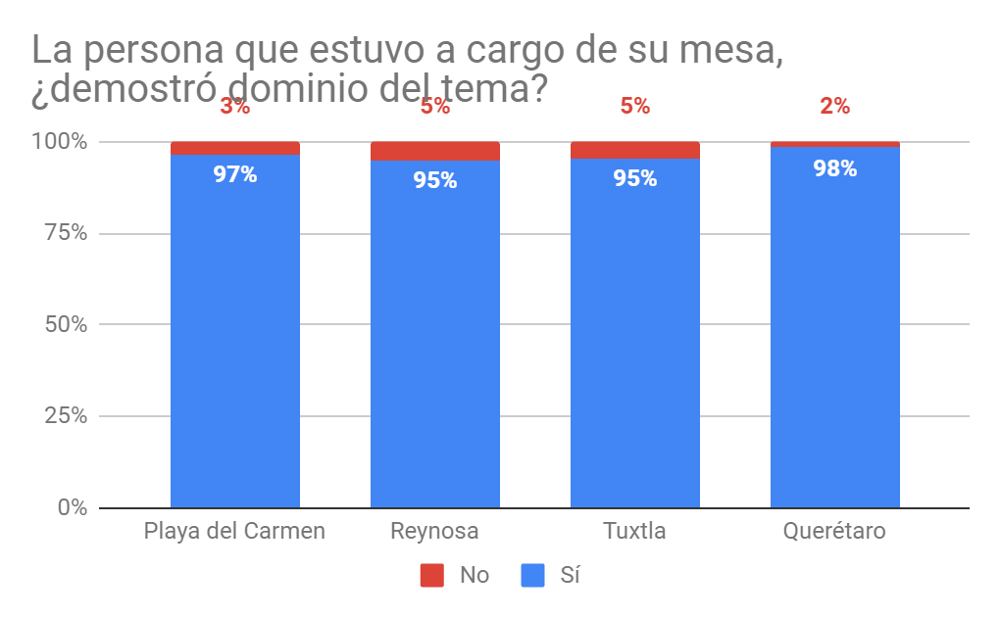 La persona que estuvo a cargo de su mesa,
¿demostró dominio del tema?
3% 5% 5% 2%
100%
97% 95% 95% 98%
75%
50%
25%
0%
Playa del Carmen Reynosa Tuxtla Querétaro
No Sí